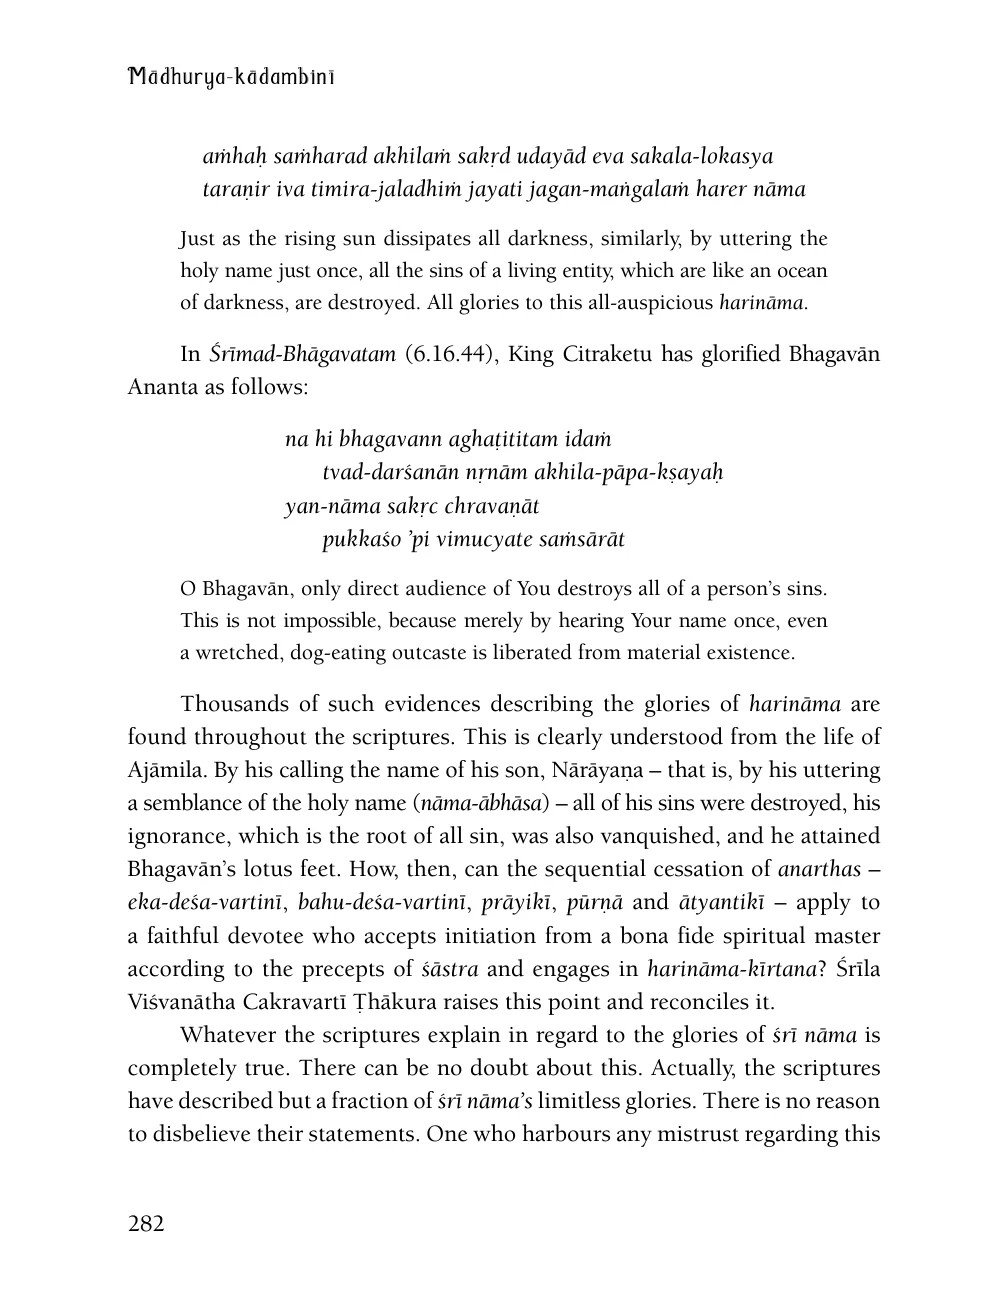 Mādhurya-kādambinī
aṁhaḥ saṁharad akhilaṁ sakṛd udayād eva sakala-lokasya
taraṇir iva timira-jaladhiṁ jayati jagan-maṅgalaṁ harer nāma
Just as the rising sun dissipates all darkness, similarly, by uttering the
holy name just once, all the sins of a living entity, which are like an ocean
of darkness, are destroyed. All glories to this all-auspicious harināma.
In Śrīmad-Bhāgavatam (6.16.44), King Citraketu has glorified Bhagavān
Ananta as follows:
na hi bhagavann aghaṭititam idaṁ
tvad-darśanān nṛnām akhila-pāpa-kṣayaḥ
yan-nāma sakṛc chravaṇāt
pukkaśo ’pi vimucyate saṁsārāt
O Bhagavān, only direct audience of You destroys all of a person’s sins.
This is not impossible, because merely by hearing Your name once, even
a wretched, dog-eating outcaste is liberated from material existence.
Thousands of such evidences describing the glories of harināma are
found throughout the scriptures. This is clearly understood from the life of
Ajāmila. By his calling the name of his son, Nārāyaṇa – that is, by his uttering
a semblance of the holy name (nāma-ābhāsa) – all of his sins were destroyed, his
ignorance, which is the root of all sin, was also vanquished, and he attained
Bhagavān’s lotus feet. How, then, can the sequential cessation of anarthas –
eka-deśa-vartinī, bahu-deśa-vartinī, prāyikī, pūrṇā and ātyantikī – apply to
a faithful devotee who accepts initiation from a bona fide spiritual master
according to the precepts of śāstra and engages in harināma-kīrtana? Śrīla
Viśvanātha Cakravartī Ṭhākura raises this point and reconciles it.
Whatever the scriptures explain in regard to the glories of śrī nāma is
completely true. There can be no doubt about this. Actually, the scriptures
have described but a fraction of śrī nāma’s limitless glories. There is no reason
to disbelieve their statements. One who harbours any mistrust regarding this
282